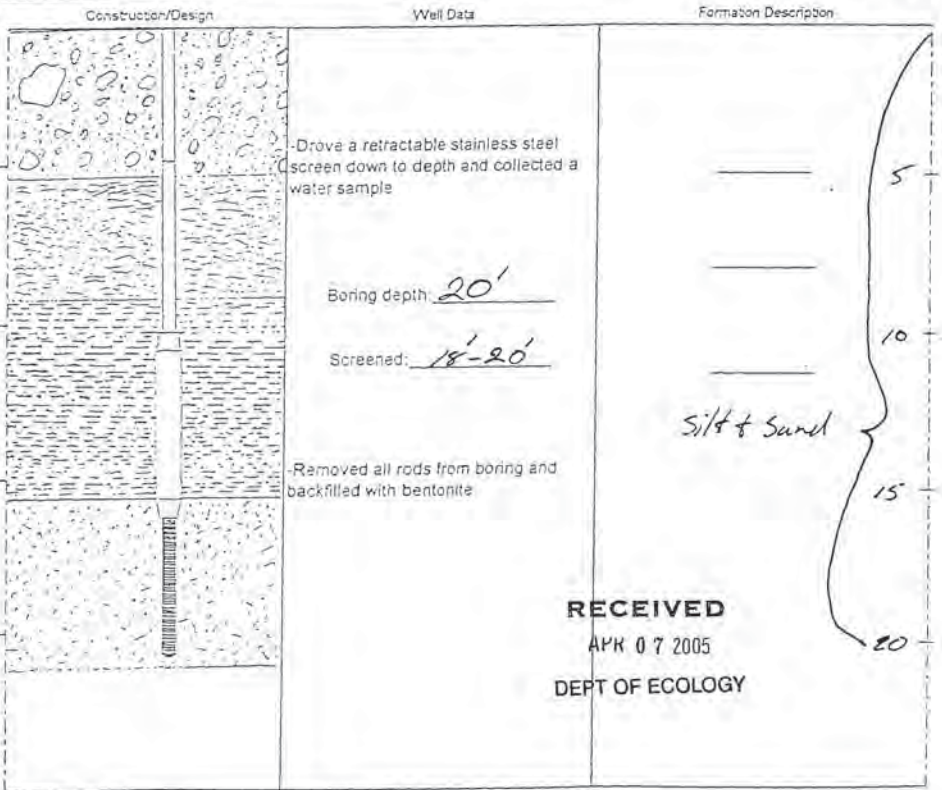 Construction/Design
Well Data
Formation Description
-Drove a retractable stainless steel
screen down to depth and collected a
water sample
Boring depth: 20'
Screened: 18'-20'
-Removed all rods from boring and
backfilled with bentonite
5
10
Silt & Sand
15
20
RECEIVED
APR 07 2005
DEPT OF ECOLOGY